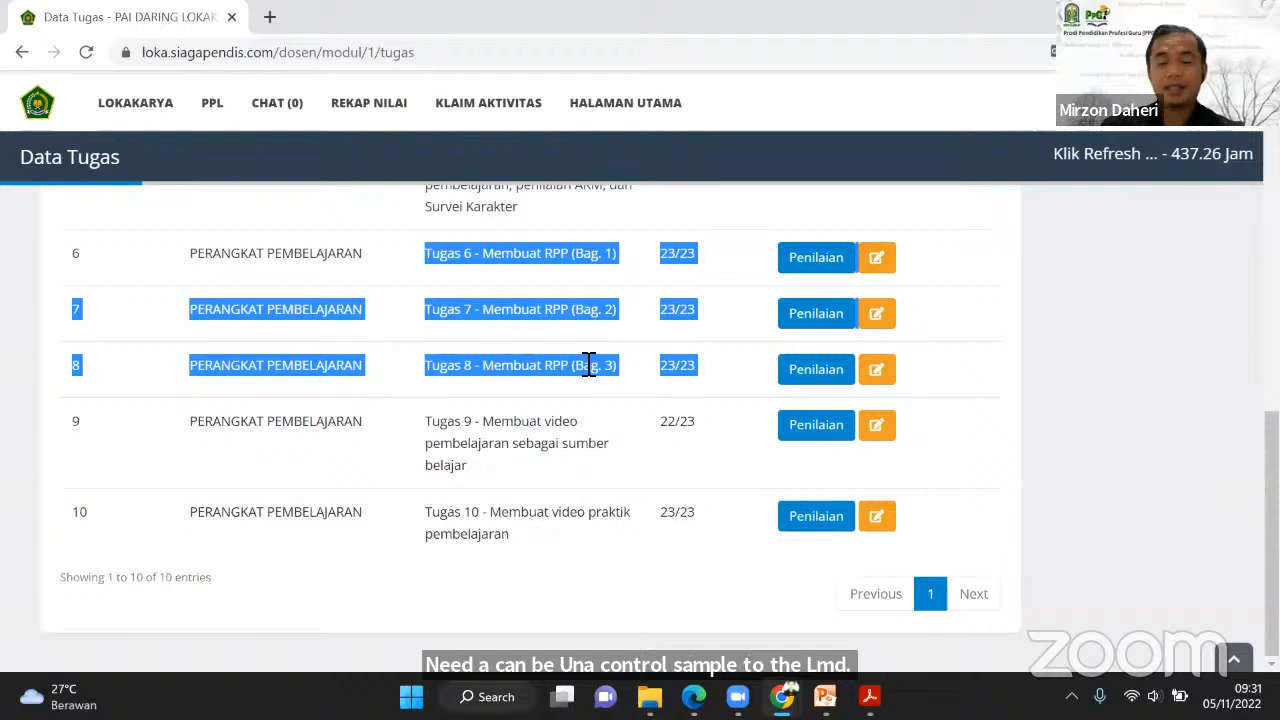 Data Tugas - PAI DARING LOKAK
loka.siagapendis.com/dosen/modul/tugas
Prodi Pendidikan Profesi Guru (PPG)
Mirzon Daheri
LOKAKARYA PPL CHAT (0) REKAP NILAI KLAIM AKTIVITAS HALAMAN UTAMA
Data Tugas
Klik Refresh ... - 437.26 Jam
pembelajaran, penilaian AKM, dan
Survei Karakter
6 PERANGKAT PEMBELAJARAN Tugas 6 - Membuat RPP (Bag. 1) 23/23 Penilaian
7 PERANGKAT PEMBELAJARAN Tugas 7 - Membuat RPP (Bag. 2) 23/23 Penilaian
8 PERANGKAT PEMBELAJARAN Tugas 8 - Membuat RPP (Bag. 3) 23/23 Penilaian
9 PERANGKAT PEMBELAJARAN Tugas 9 - Membuat video 22/23 Penilaian
pembelajaran sebagai sumber
belajar
10 PERANGKAT PEMBELAJARAN Tugas 10 - Membuat video praktik 23/23 Penilaian
pembelajaran
Showing 1 to 10 of 10 entries
Previous 1 Next
zoom
Need a can be Una control sample to the Lmd.
27°C
Berawan
Search
09:31
05/11/2022